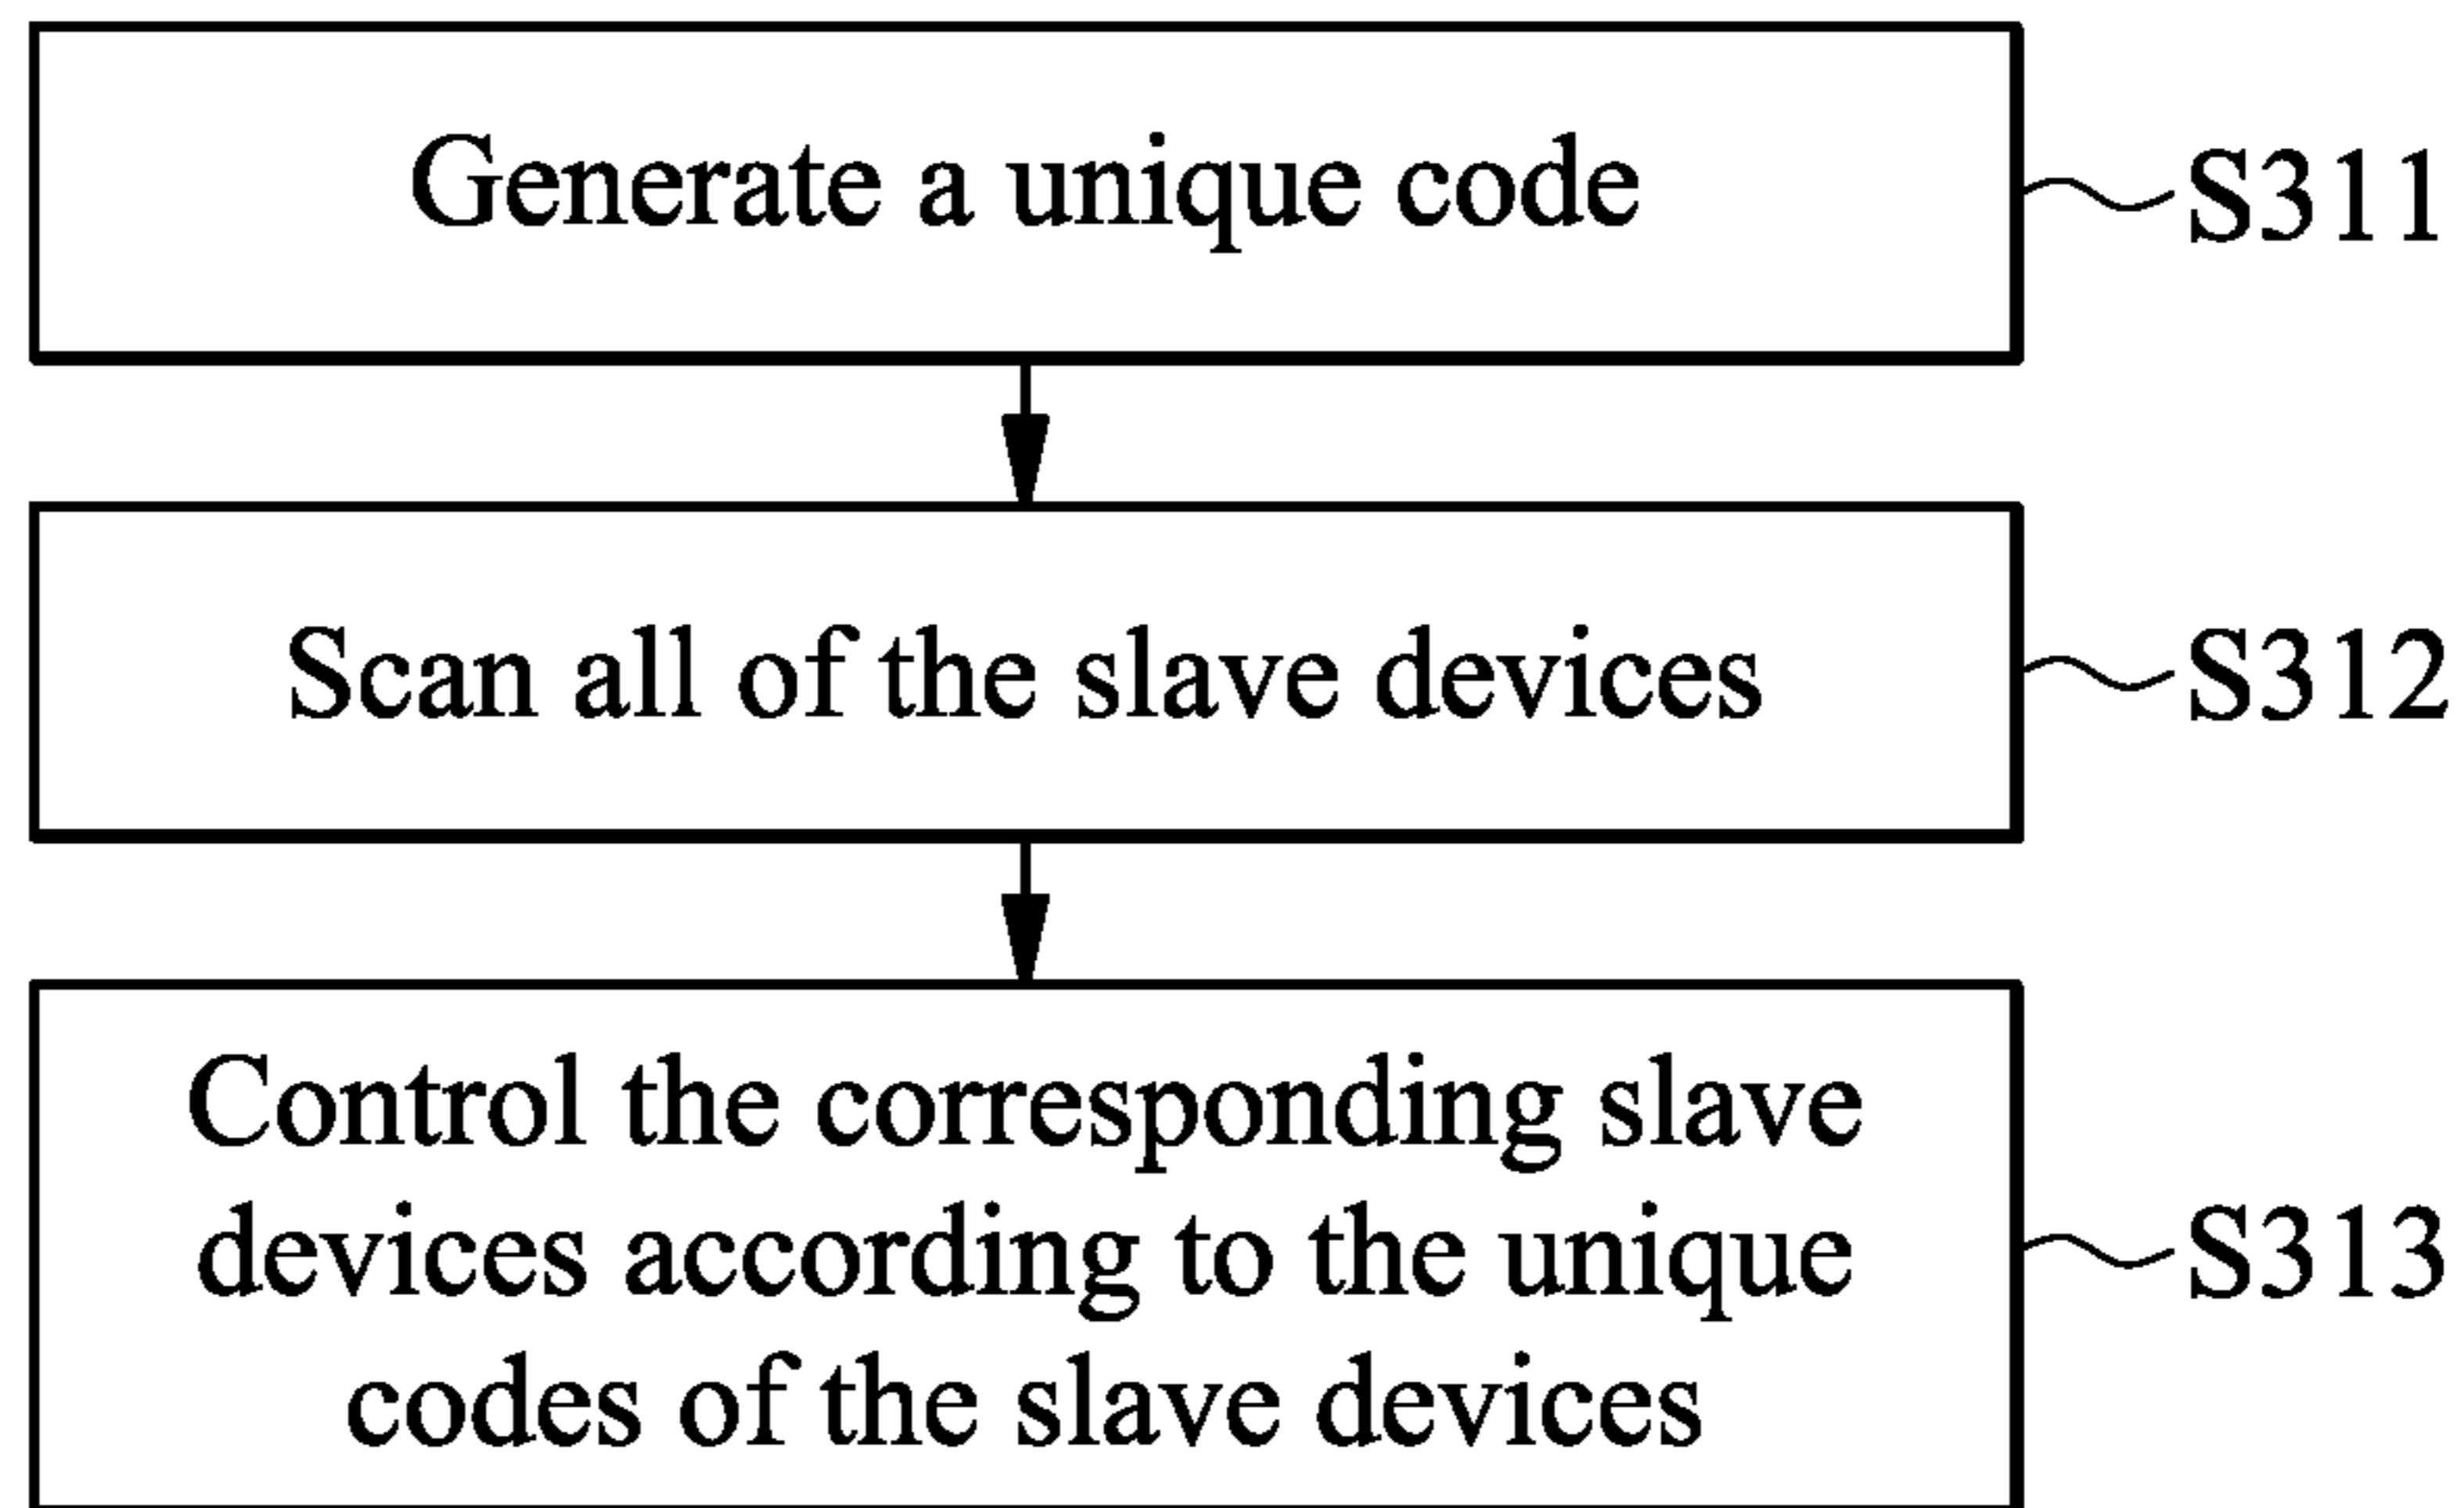 Generate a unique code
S311
Scan all of the slave devices
S312
Control the corresponding slave
devices according to the unique
codes of the slave devices
S313